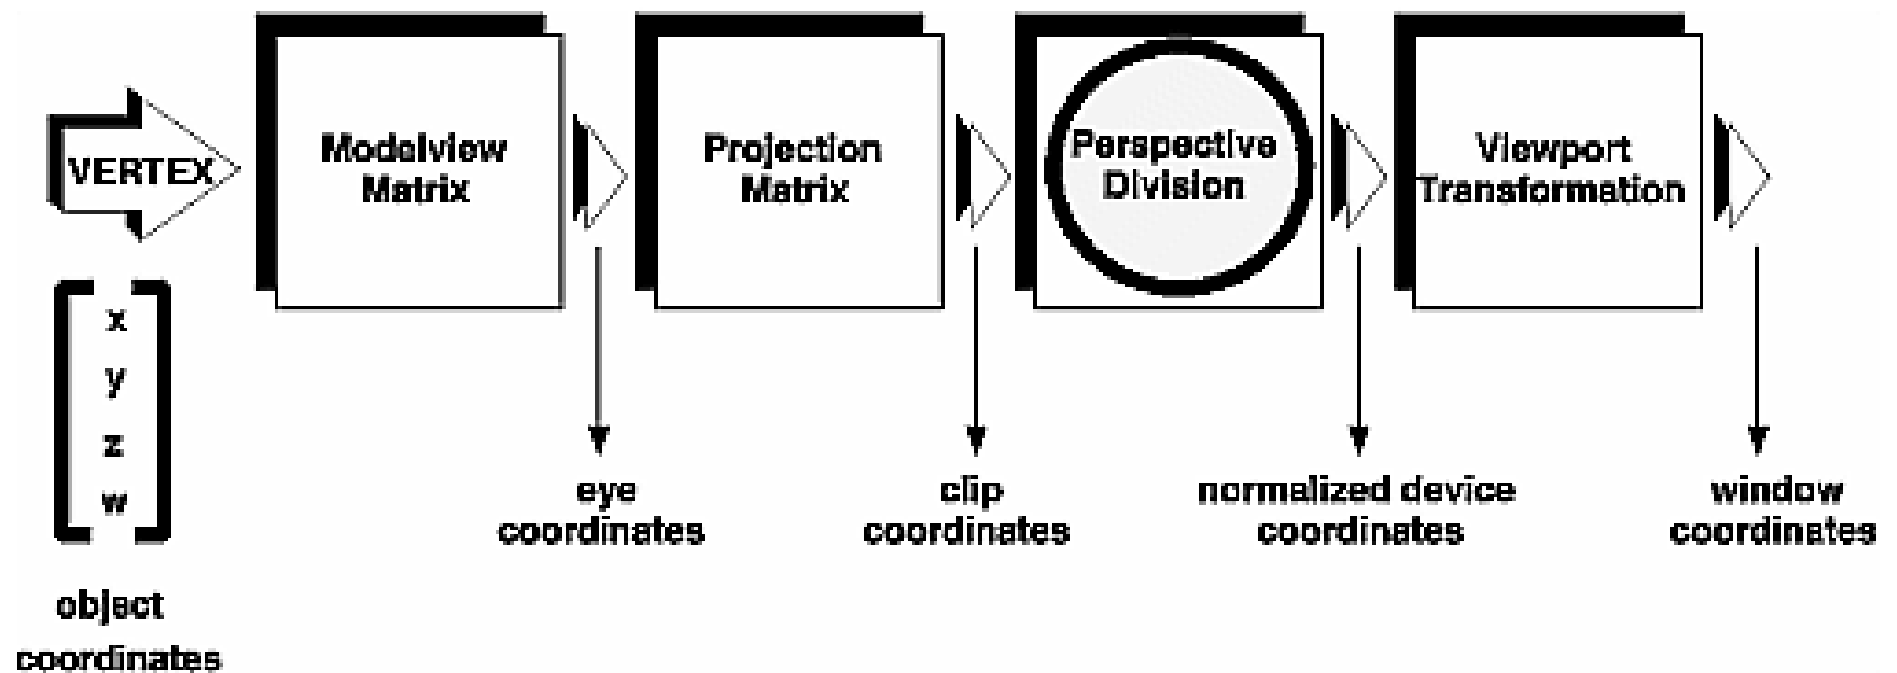 VERTEX
Modelview
Matrix
Projection
Matrix
Perspective
Division
Viewport
Transformation
x
y
z
w
object
coordinates
eye
coordinates
clip
coordinates
normalized device
coordinates
window
coordinates